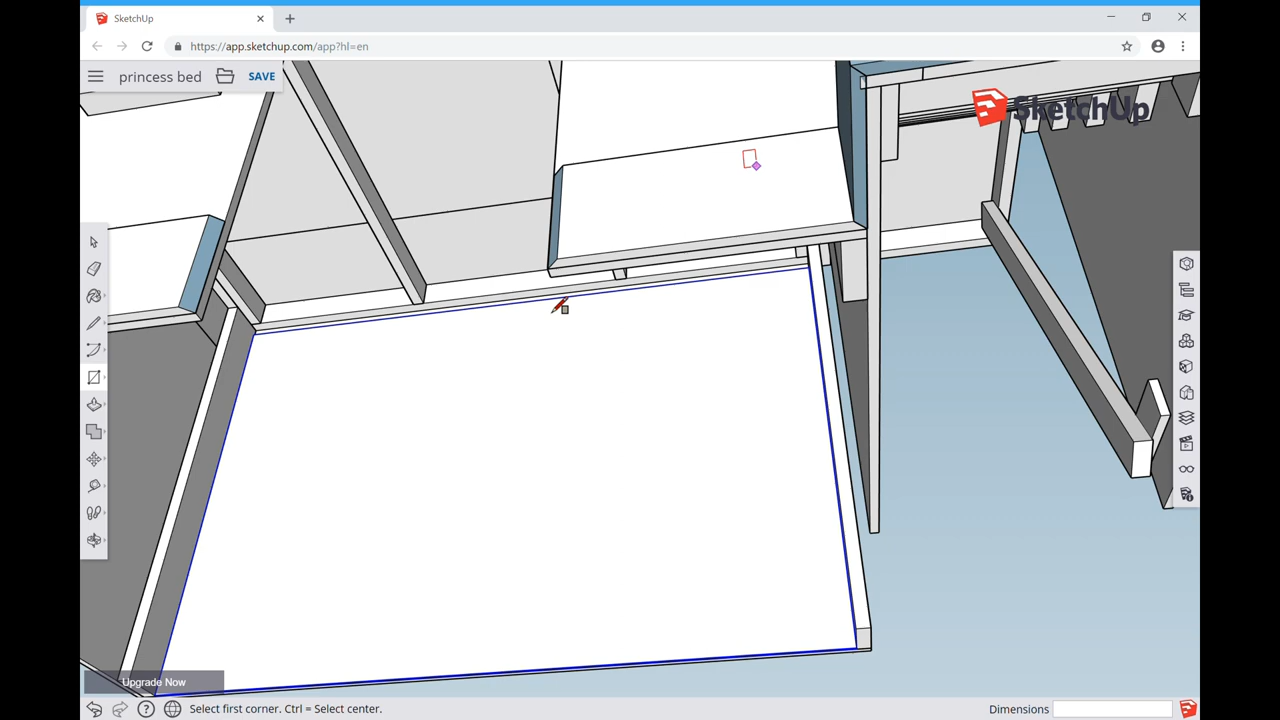 SketchUp
https://app.sketchup.com/app?hl=en
princess bed
SAVE
SketchUp
Upgrade Now
Select first corner. Ctrl = Select center.
Dimensions